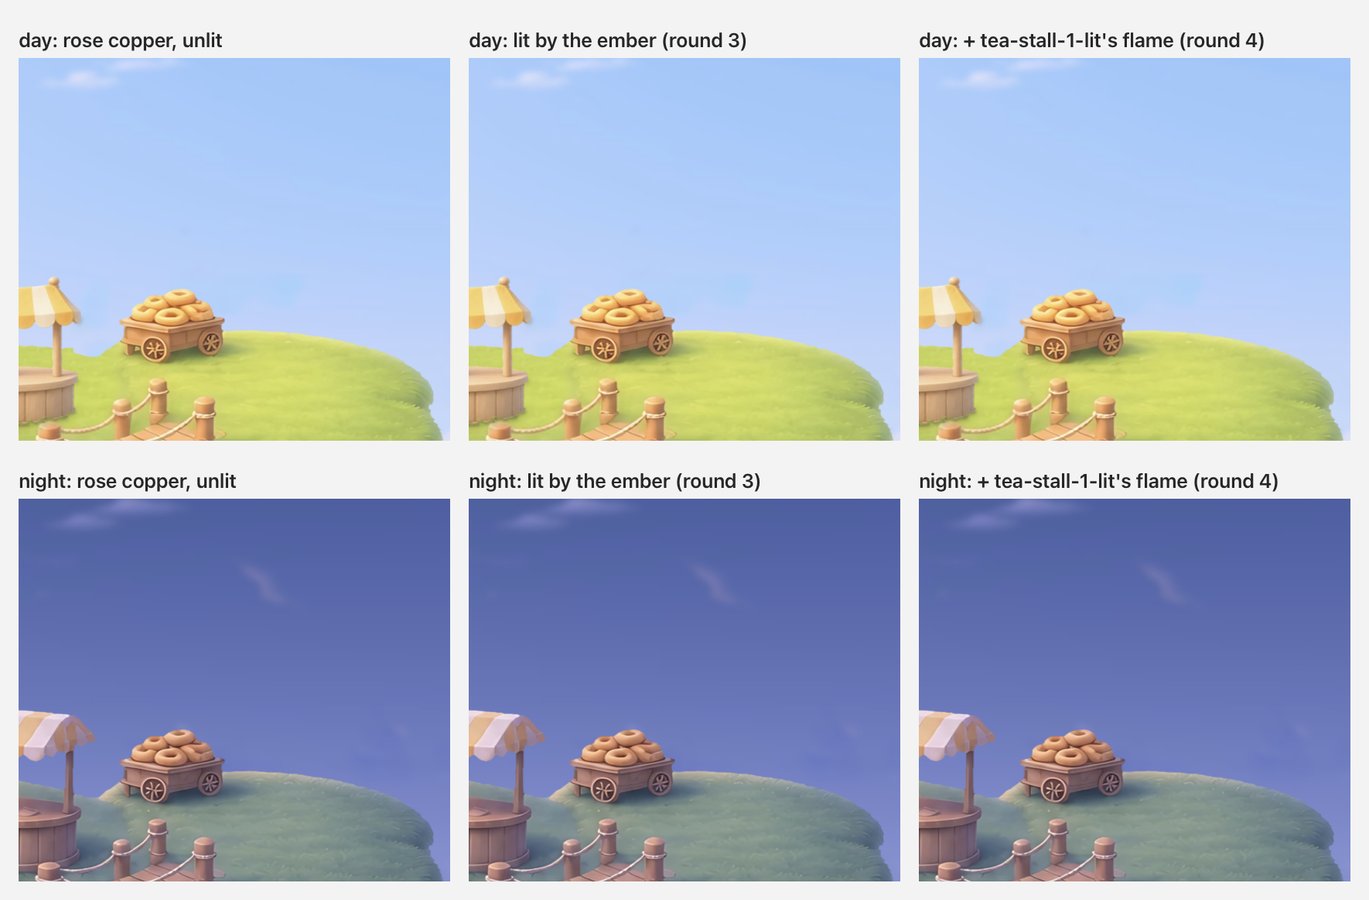 day: rose copper, unlit
day: lit by the ember (round 3)
day: + tea-stall-1-lit's flame (round 4)
night: rose copper, unlit
night: lit by the ember (round 3)
night: + tea-stall-1-lit's flame (round 4)